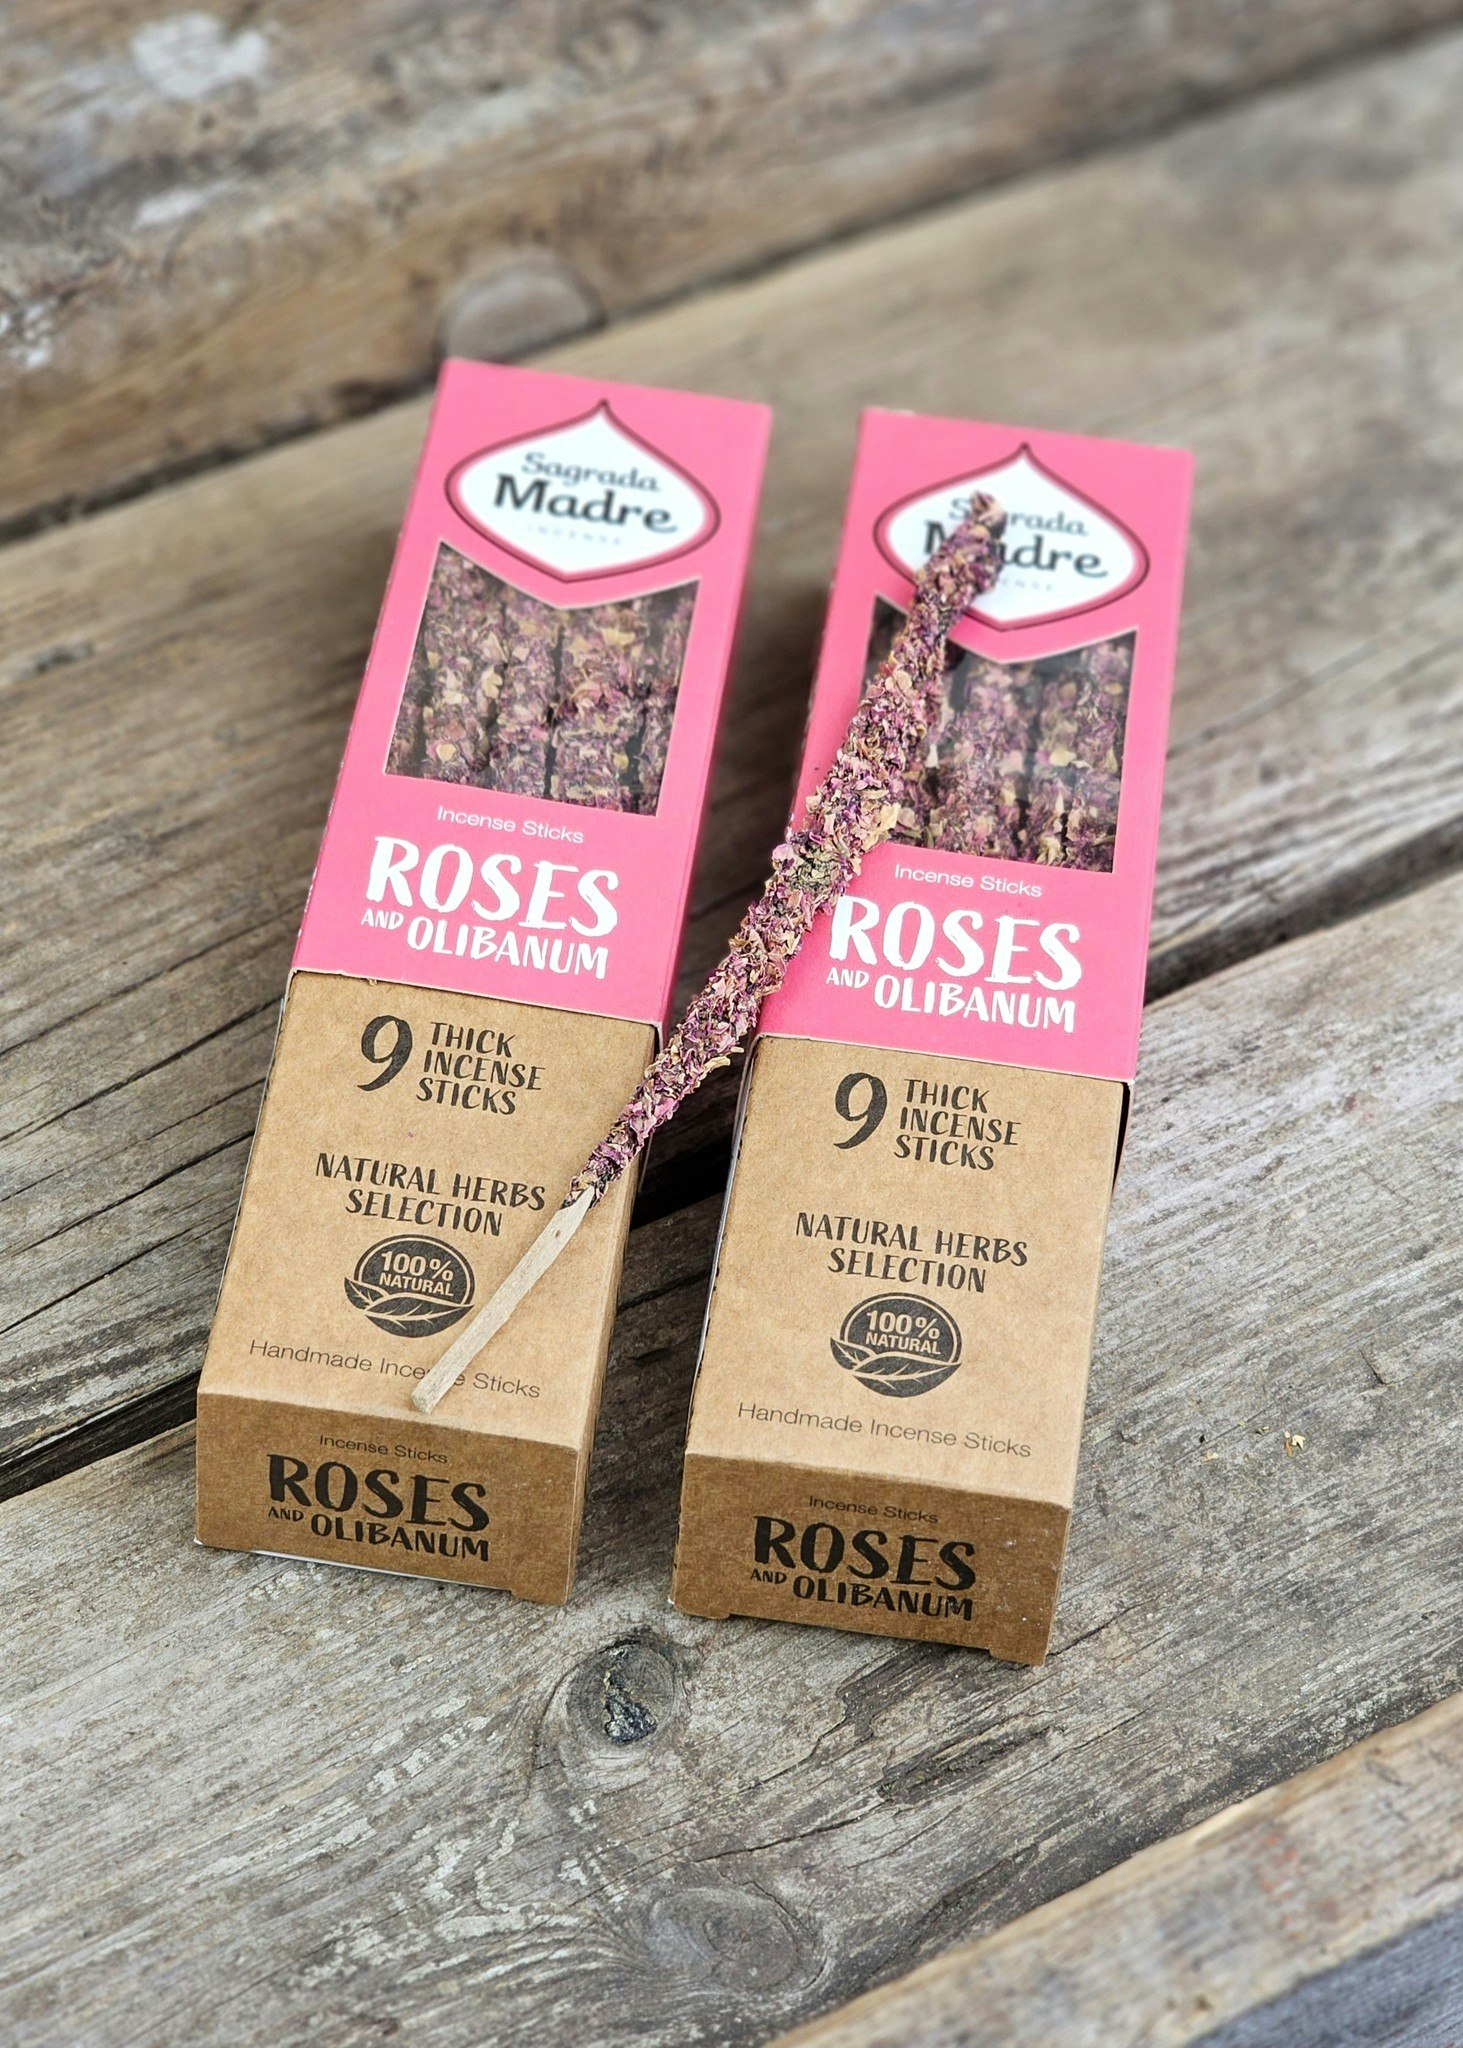 Sagrada
Madre
INCENSE
Incense Sticks
ROSES
AND OLIBANUM
9 THICK
INCENSE
STICKS
NATURAL HERBS
SELECTION
100%
NATURAL
Handmade Incense Sticks
Incense Sticks
ROSES
AND OLIBANUM
Sagrada
Madre
INCENSE
Incense Sticks
ROSES
AND OLIBANUM
9 THICK
INCENSE
STICKS
NATURAL HERBS
SELECTION
100%
NATURAL
Handmade Incense Sticks
Incense Sticks
ROSES
AND OLIBANUM